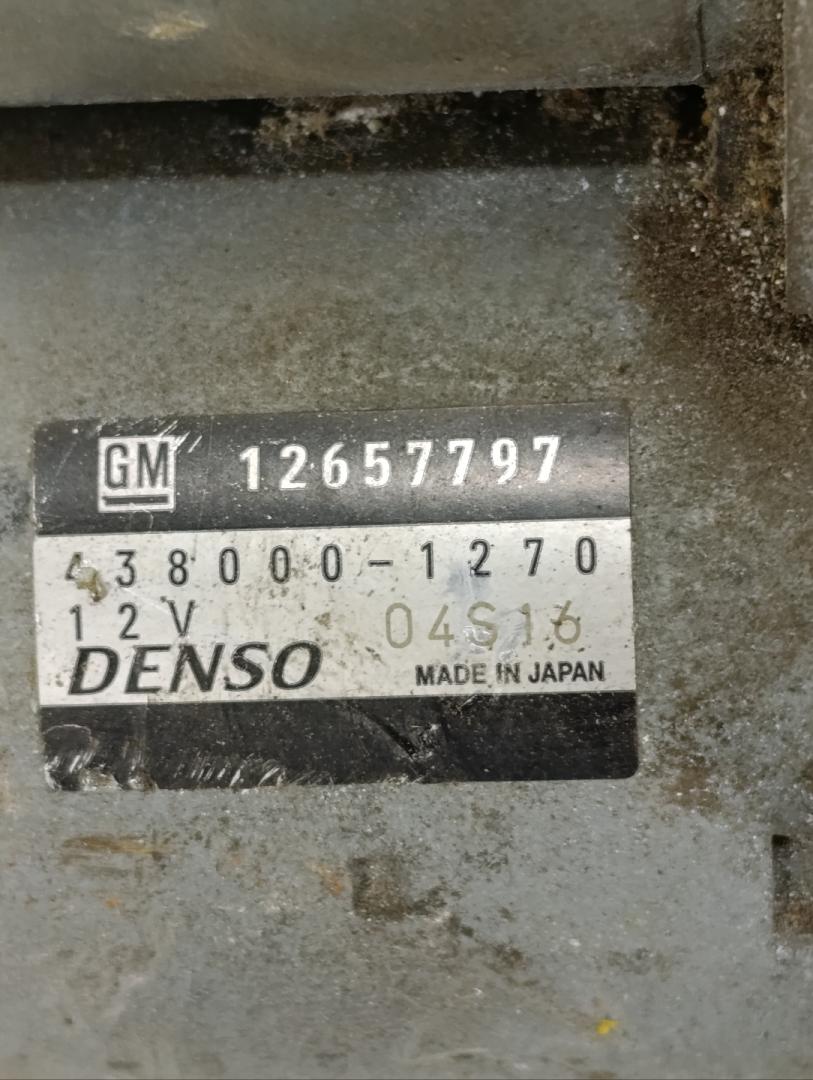 GM 12657797
438000-1270
12V 04S16
DENSO MADE IN JAPAN